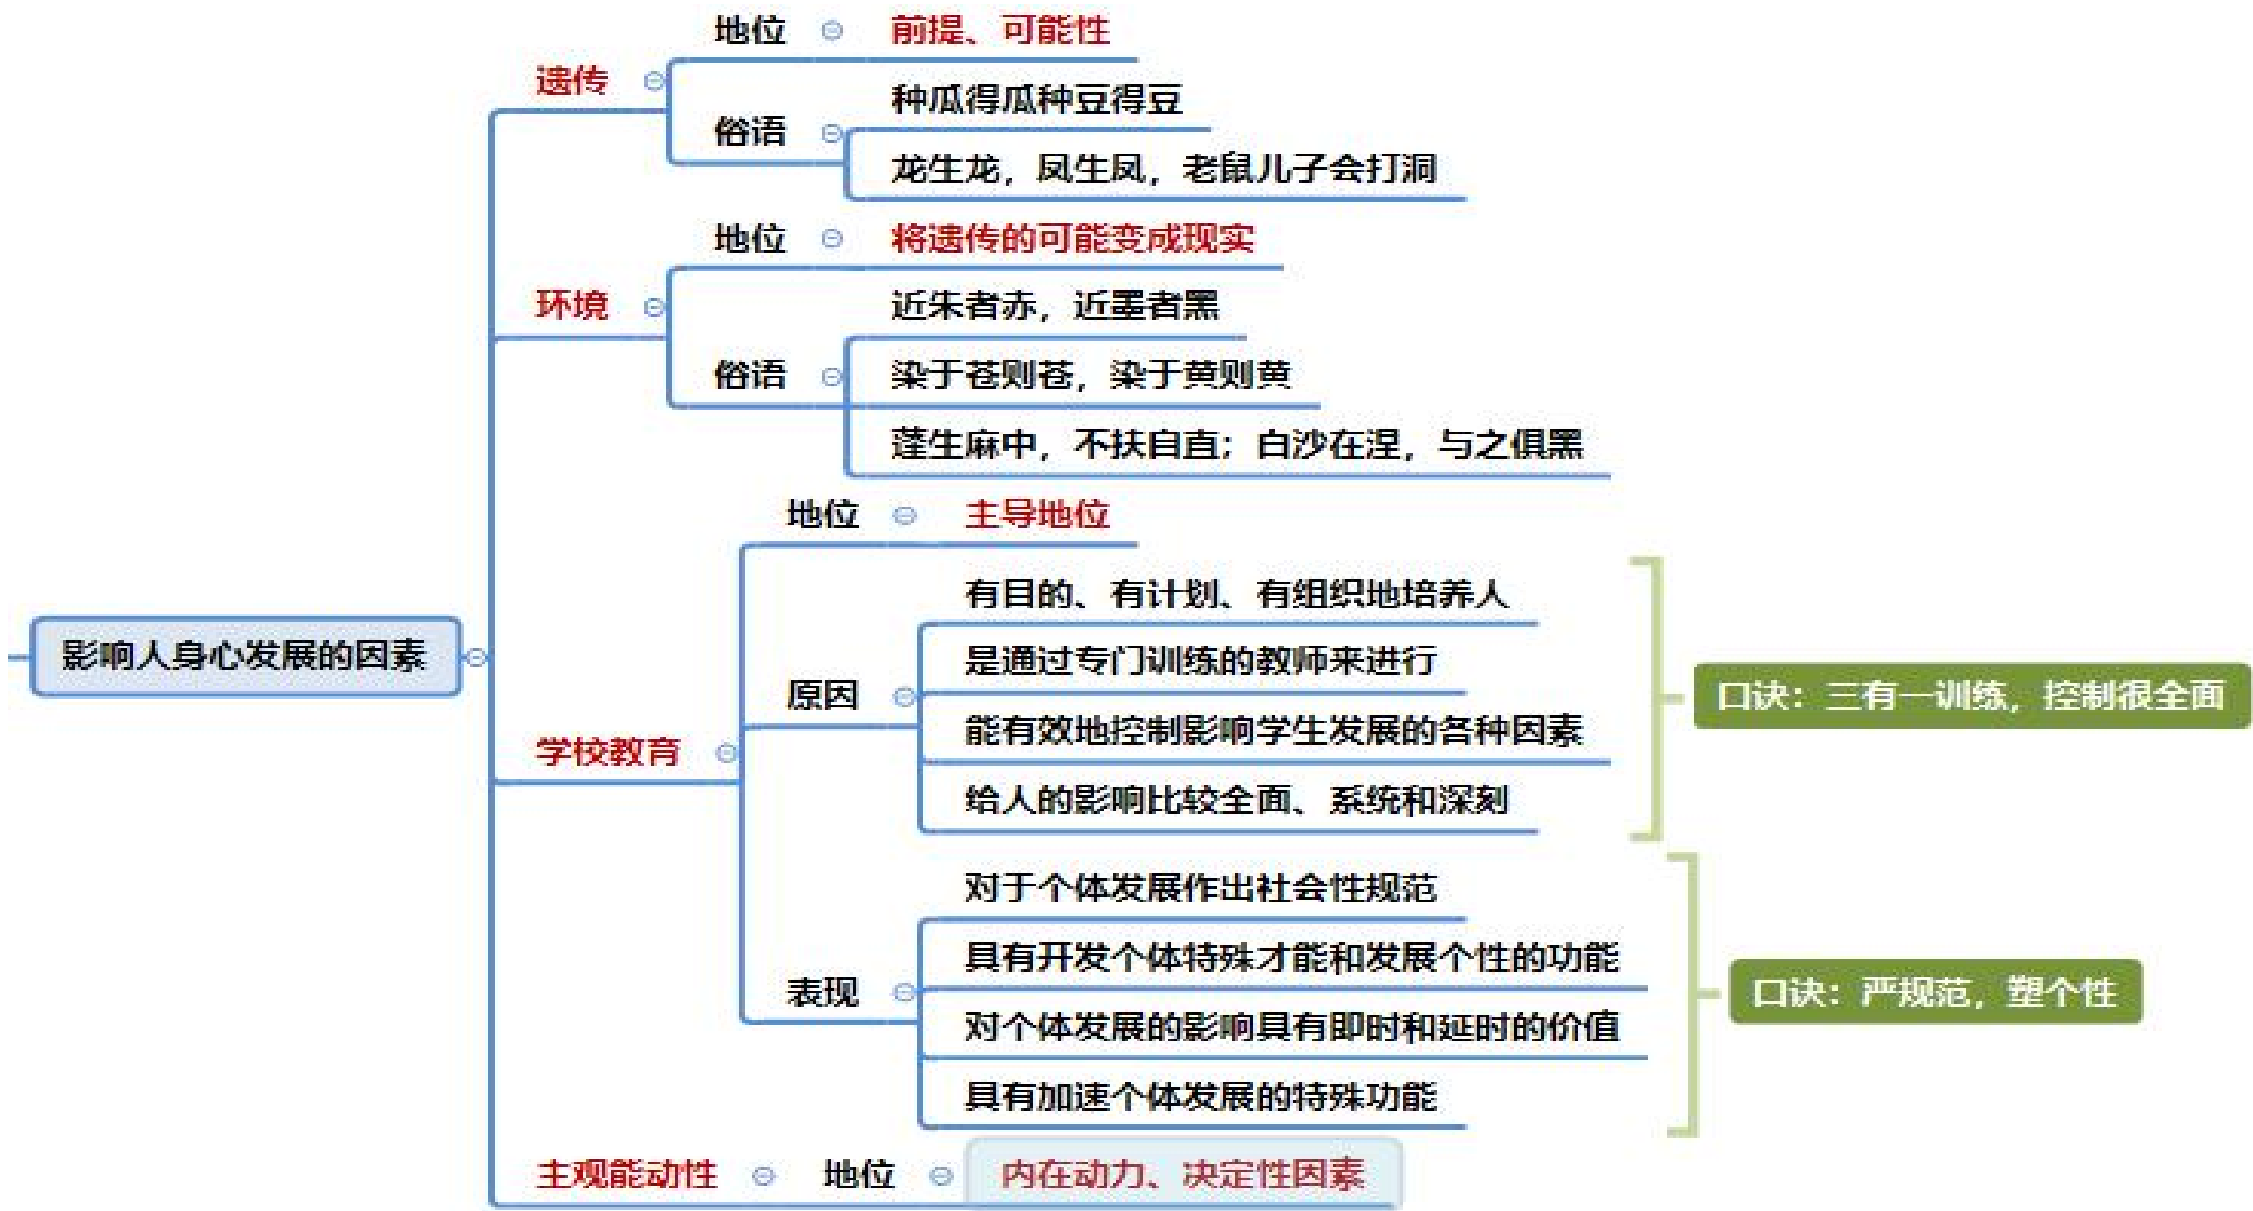 影响人身心发展的因素
遗传
地位
前提、可能性
俗语
种瓜得瓜种豆得豆
龙生龙，凤生凤，老鼠儿子会打洞
环境
地位
将遗传的可能变成现实
俗语
近朱者赤，近墨者黑
染于苍则苍，染于黄则黄
蓬生麻中，不扶自直；白沙在涅，与之俱黑
学校教育
地位
主导地位
原因
有目的、有计划、有组织地培养人
是通过专门训练的教师来进行
能有效地控制影响学生发展的各种因素
给人的影响比较全面、系统和深刻
口诀：三有一训练，控制很全面
表现
对于个体发展作出社会性规范
具有开发个体特殊才能和发展个性的功能
对个体发展的影响具有即时和延时的价值
具有加速个体发展的特殊功能
口诀：严规范，塑个性
主观能动性
地位
内在动力、决定性因素